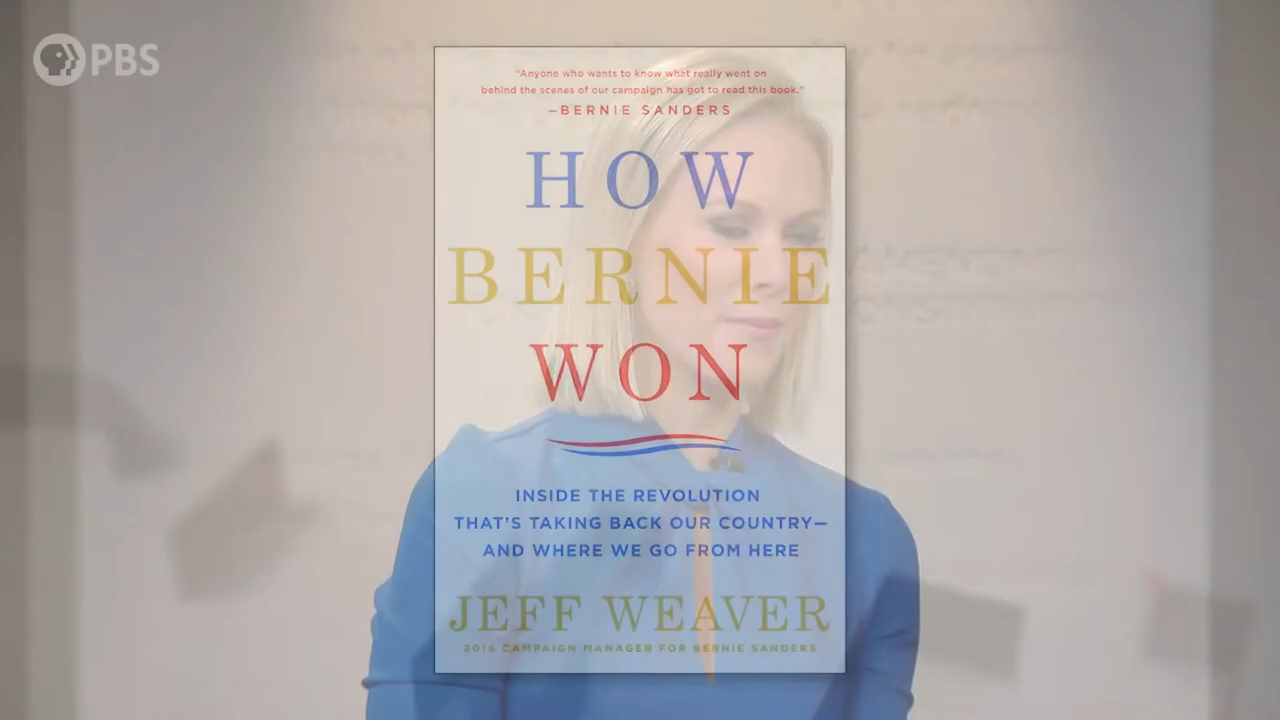 PBS
"Anyone who wants to know what really went on
behind the scenes of our campaign has got to read this book."
—BERNIE SANDERS
HOW
BERNIE
WON
INSIDE THE REVOLUTION
THAT'S TAKING BACK OUR COUNTRY—
AND WHERE WE GO FROM HERE
JEFF WEAVER
2016 CAMPAIGN MANAGER FOR BERNIE SANDERS